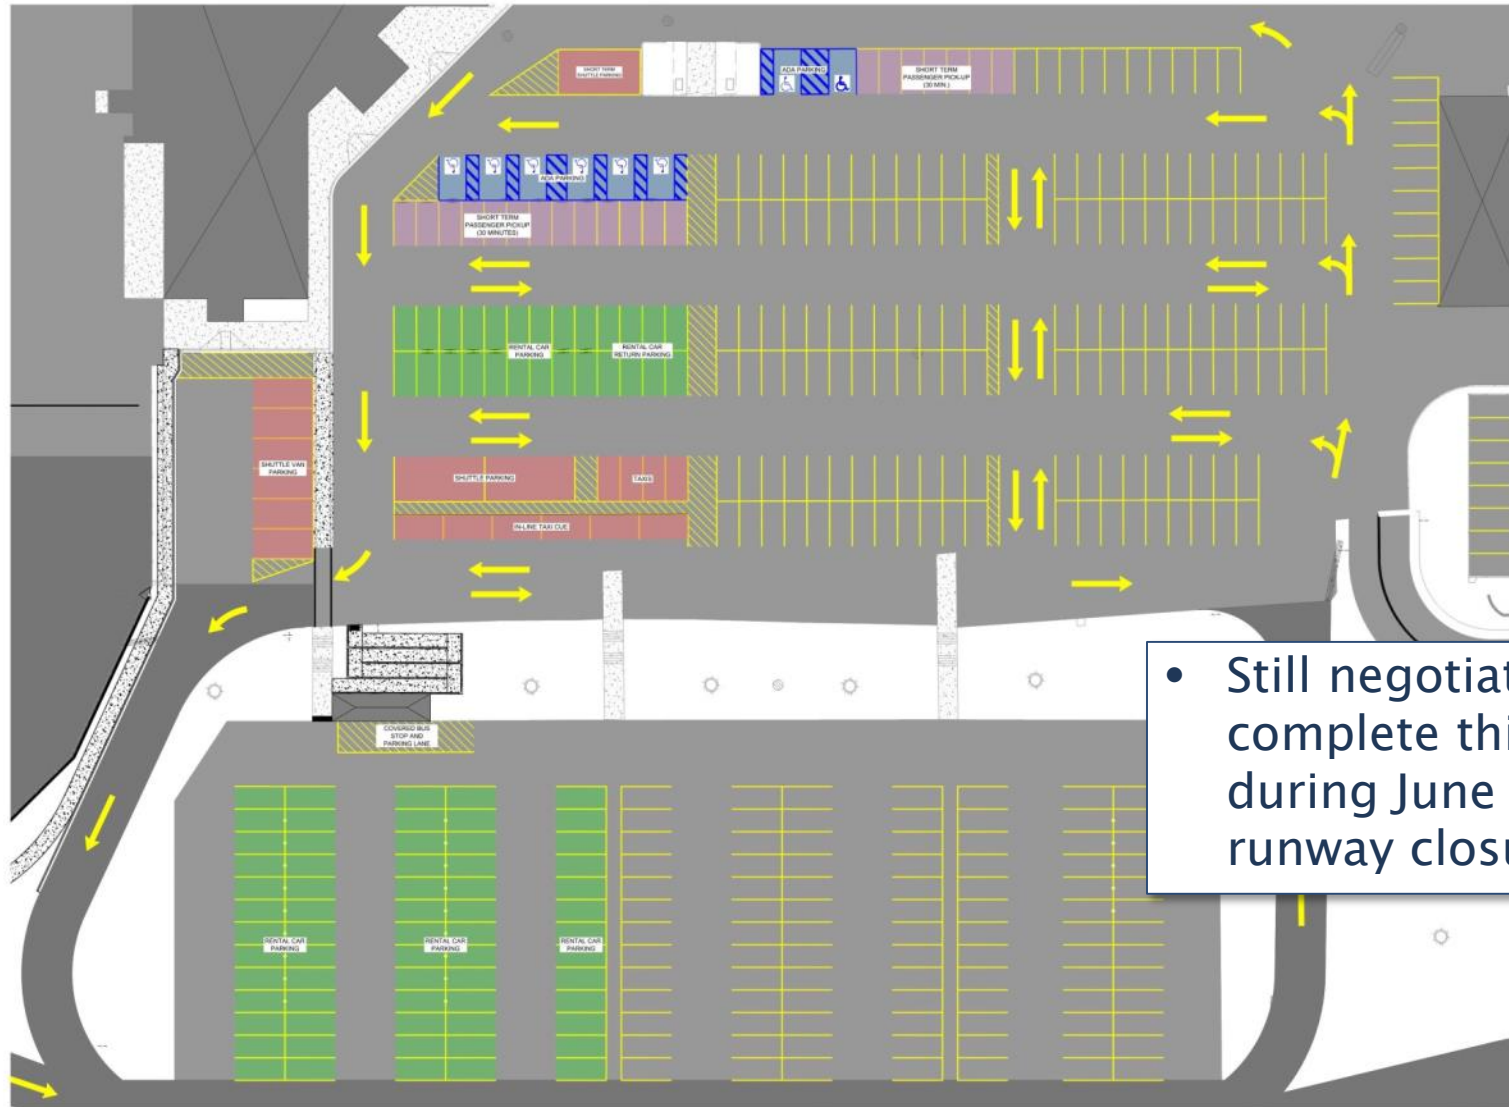 SHORT TERM
SHUTTLE PARKING
ADA PARKING
SHORT TERM
PASSENGER PICK-UP
(30 MIN.)
ADA PARKING
SHORT TERM
PASSENGER PICKUP
(30 MINUTES)
RENTAL CAR
PARKING
RENTAL CAR
RETURN PARKING
SHUTTLE VAN
PARKING
SHUTTLE PARKING
TAXIS
IN-LINE TAXI CUE
COVERED BUS
STOP AND
PARKING LANE
• Still negotiat
complete thi
during June
runway closu
RENTAL CAR
PARKING
RENTAL CAR
PARKING
RENTAL CAR
PARKING